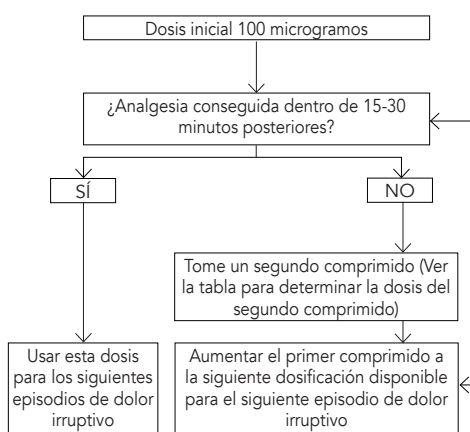 Dosis inicial 100 microgramos
¿Analgesia conseguida dentro de 15-30
minutos posteriores?
SÍ
NO
Tome un segundo comprimido (Ver
la tabla para determinar la dosis del
segundo comprimido)
Usar esta dosis
para los siguientes
episodios de dolor
irruptivo
Aumentar el primer comprimido a
la siguiente dosificación disponible
para el siguiente episodio de dolor
irruptivo